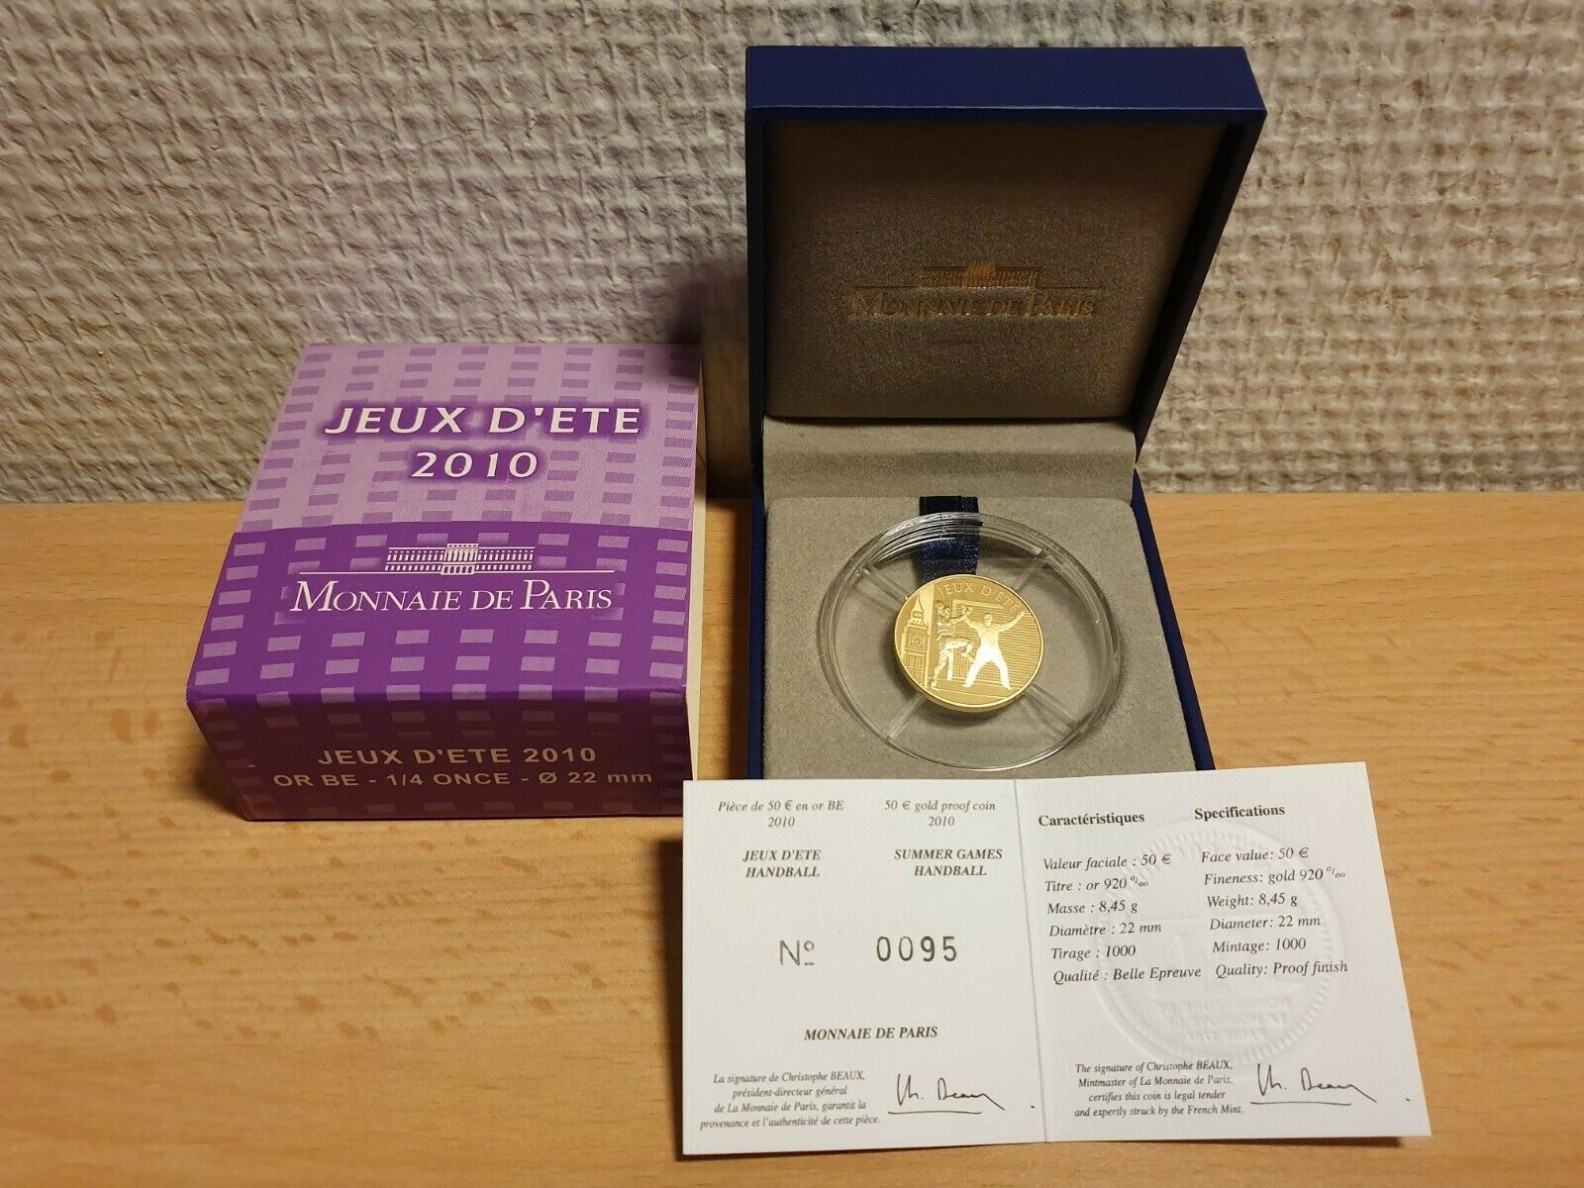 JEUX D'ETE
2010
MONNAIE DE PARIS
JEUX D'ETE 2010
OR BE - 1/4 ONCE - Ø 22 mm
MONNAIE DE PARIS
JEUX D'ETE
Pièce de 50 € en or BE
2010
JEUX D'ETE
HANDBALL
50 € gold proof coin
2010
SUMMER GAMES
HANDBALL
Nº 0095
MONNAIE DE PARIS
La signature de Christophe BEAUX,
président-directeur général
de La Monnaie de Paris, garantit la
provenance et l'authenticité de cette pièce.
Ch. Beaux
Caractéristiques
Valeur faciale : 50 €
Titre : or 920 ‰
Masse : 8,45 g
Diamètre : 22 mm
Tirage : 1000
Qualité : Belle Epreuve
Specifications
Face value: 50 €
Fineness: gold 920 ‰
Weight: 8,45 g
Diameter: 22 mm
Mintage: 1000
Quality: Proof finish
The signature of Christophe BEAUX,
Mintmaster of La Monnaie de Paris,
certifies this coin is legal tender
and expertly struck by the French Mint.
Ch. Beaux